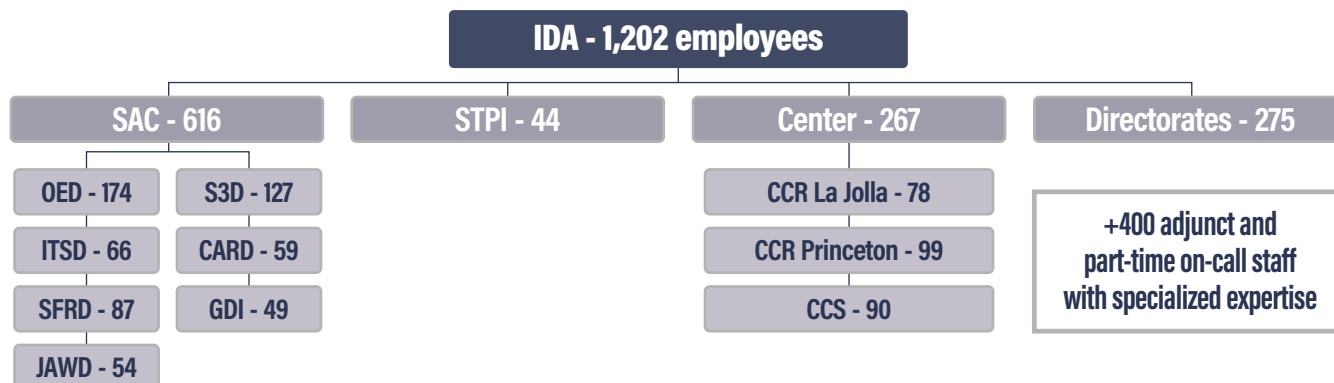 IDA - 1,202 employees
SAC - 616
STPI - 44
Center - 267
Directorates - 275
OED - 174
S3D - 127
ITSD - 66
CARD - 59
SFRD - 87
GDI - 49
JAWD - 54
CCR La Jolla - 78
CCR Princeton - 99
CCS - 90
+400 adjunct and
part-time on-call staff
with specialized expertise